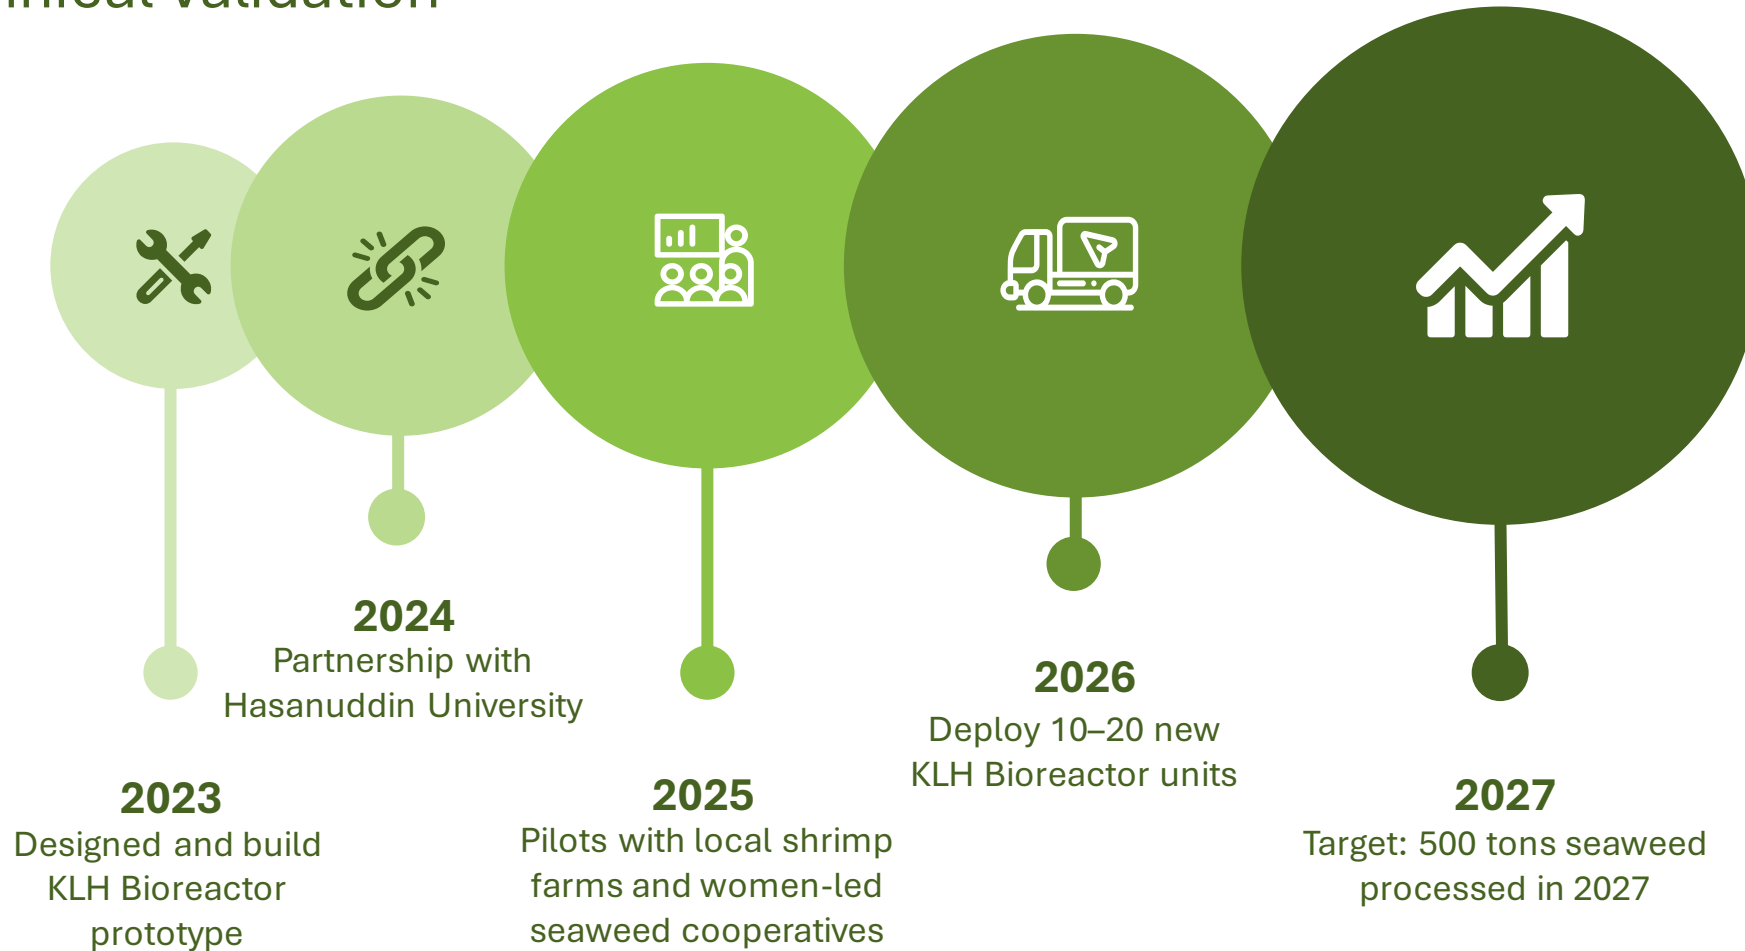 validation
2023
Designed and build
KLH Bioreactor
prototype
2024
Partnership with
Hasanuddin University
2025
Pilots with local shrimp
farms and women-led
seaweed cooperatives
2026
Deploy 10–20 new
KLH Bioreactor units
2027
Target: 500 tons seaweed
processed in 2027